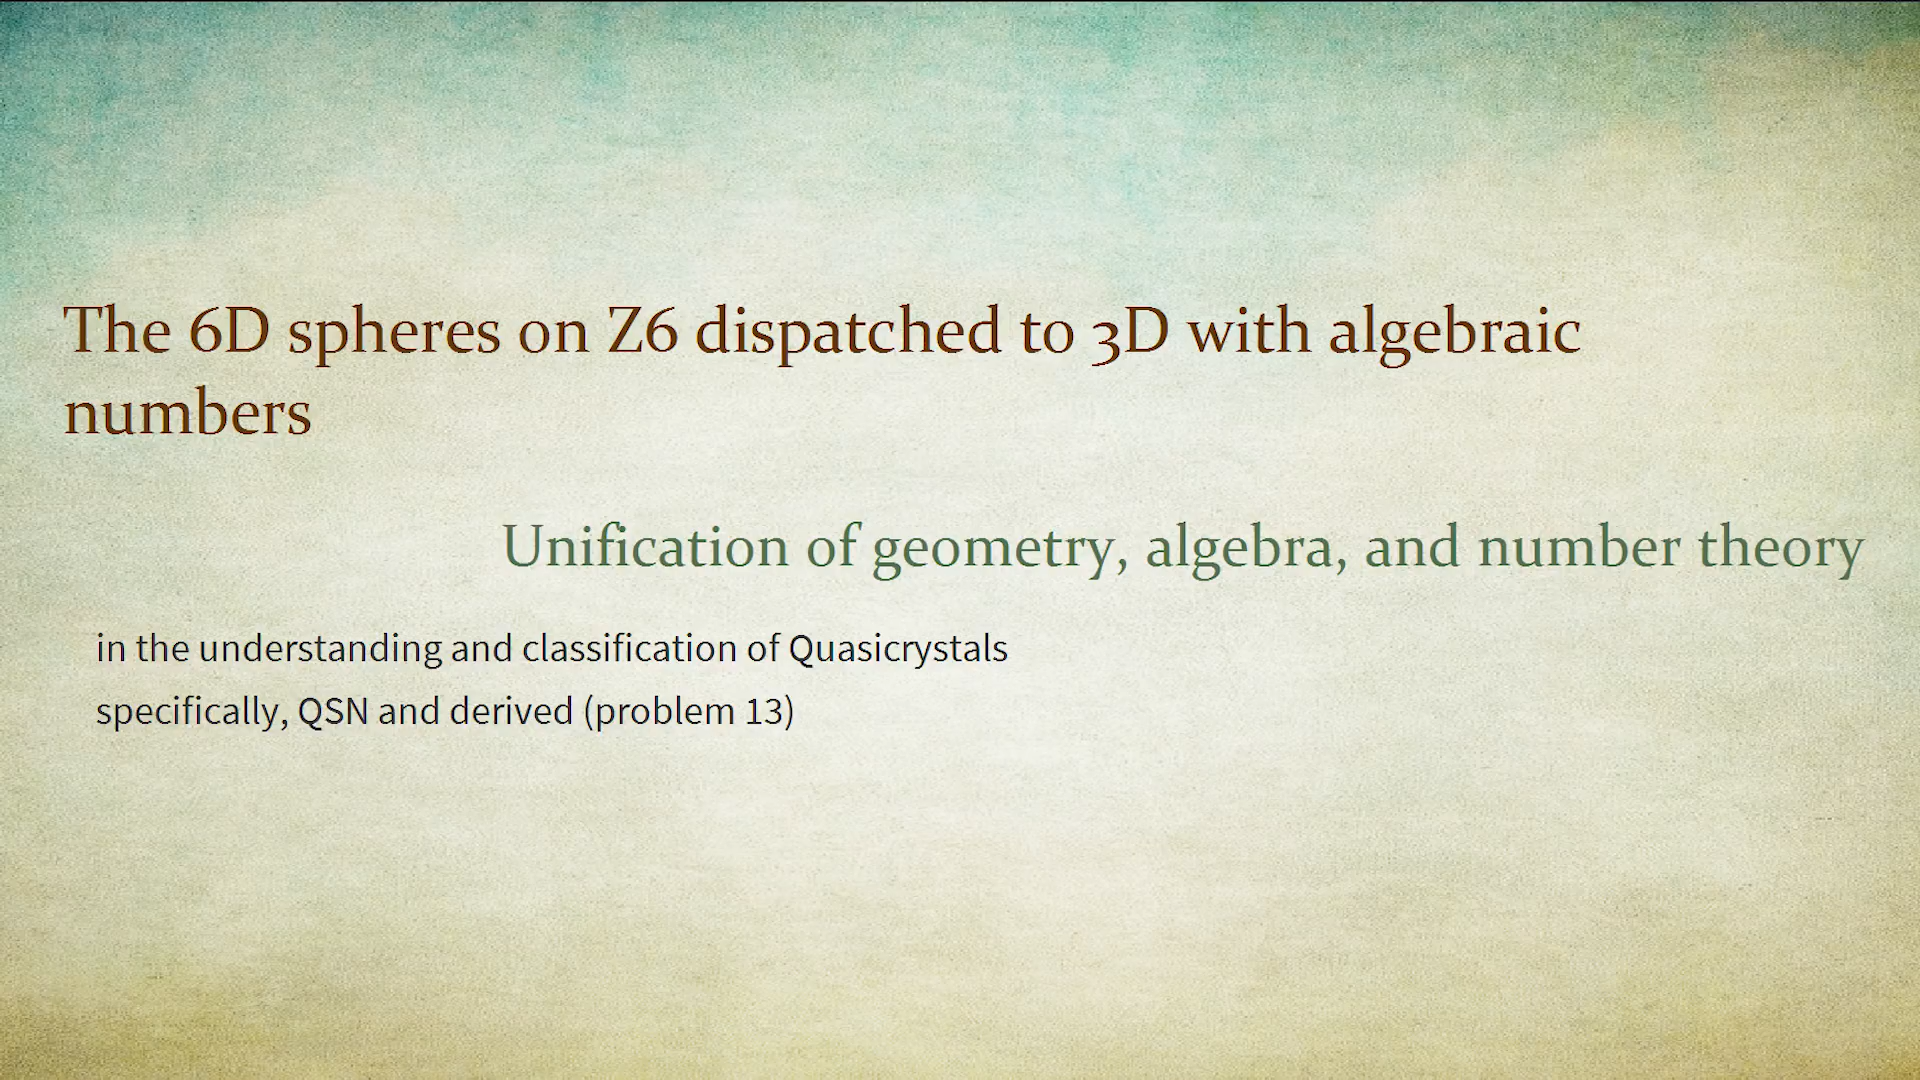 The 6D spheres on Z6 dispatched to 3D with algebraic
numbers
Unification of geometry, algebra, and number theory
in the understanding and classification of Quasicrystals
specifically, QSN and derived (problem 13)